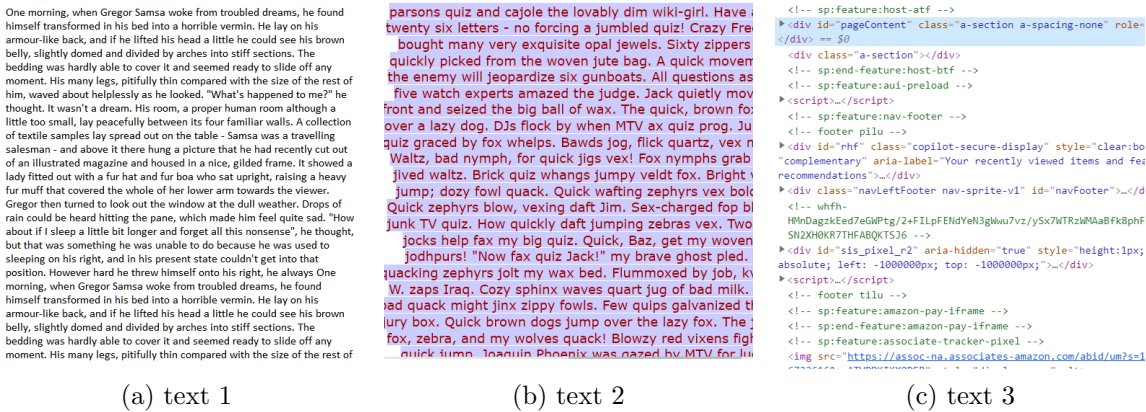 One morning, when Gregor Samsa woke from troubled dreams, he found
himself transformed in his bed into a horrible vermin. He lay on his
armour-like back, and if he lifted his head a little he could see his brown
belly, slightly domed and divided by arches into stiff sections. The
bedding was hardly able to cover it and seemed ready to slide off any
moment. His many legs, pitifully thin compared with the size of the rest of
him, waved about helplessly as he looked. "What's happened to me?" he
thought. It wasn't a dream. His room, a proper human room although a
little too small, lay peacefully between its four familiar walls. A collection
of textile samples lay spread out on the table - Samsa was a travelling
salesman - and above it there hung a picture that he had recently cut out
of an illustrated magazine and housed in a nice, gilded frame. It showed a
lady fitted out with a fur hat and fur boa who sat upright, raising a heavy
fur muff that covered the whole of her lower arm towards the viewer.
Gregor then turned to look out the window at the dull weather. Drops of
rain could be heard hitting the pane, which made him feel quite sad. "How
about if I sleep a little bit longer and forget all this nonsense", he thought,
but that was something he was unable to do because he was used to
sleeping on his right, and in his present state couldn't get into that
position. However hard he threw himself onto his right, he always One
morning, when Gregor Samsa woke from troubled dreams, he found
himself transformed in his bed into a horrible vermin. He lay on his
armour-like back, and if he lifted his head a little he could see his brown
belly, slightly domed and divided by arches into stiff sections. The
bedding was hardly able to cover it and seemed ready to slide off any
moment. His many legs, pitifully thin compared with the size of the rest of
(a) text 1
parsons quiz and cajole the lovably dim wiki-girl. Have
twenty six letters - no forcing a jumbled quiz! Crazy Fre
bought many very exquisite opal jewels. Sixty zippers
quickly picked from the woven jute bag. A quick movem
the enemy will jeopardize six gunboats. All questions as
five watch experts amazed the judge. Jack quietly mov
front and seized the big ball of wax. The quick, brown fo
over a lazy dog. DJs flock by when MTV ax quiz prog. Ju
quiz graced by fox whelps. Bawds jog, flick quartz, vex n
Waltz, bad nymph, for quick jigs vex! Fox nymphs grab
jived waltz. Brick quiz whangs jumpy veldt fox. Bright
jump; dozy fowl quack. Quick wafting zephyrs vex bol
Quick zephyrs blow, vexing daft Jim. Sex-charged fop b
junk TV quiz. How quickly daft jumping zebras vex. Two
jocks help fax my big quiz. Quick, Baz, get my woven
jodhpurs! "Now fax quiz Jack!" my brave ghost pled.
quacking zephyrs jolt my wax bed. Flummoxed by job, kv
W. zaps Iraq. Cozy sphinx waves quart jug of bad milk.
bad quack might jinx zippy fowls. Few quips galvanized th
jury box. Quick brown dogs jump over the lazy fox. The
fox, zebra, and my wolves quack! Blowzy red vixens figh
quick jump. Joaquin Phoenix was gazed by MTV for lu
(b) text 2
<!-- sp:feature:host-atf -->
<div id="pageContent" class="a-section a-spacing-none" role=
</div> == $0
<div class="a-section"></div>
<!-- sp:end-feature:host-btf -->
<!-- sp:feature:aui-preload -->
<script>…</script>
<!-- sp:feature:nav-footer -->
<!-- footer pilu -->
<div id="rhf" class="copilot-secure-display" style="clear:bo
"complementary" aria-label="Your recently viewed items and fea
recommendations">…</div>
<div class="navLeftFooter nav-sprite-v1" id="navFooter">…</d
<!-- whfh-
HMnDagzkEed7eGWPtg/2+FILpFENdYeN3gWwu7vz/ySx7WTRzWMAaBfk8phF
SN2XH0KR7THFABQKTSJ6 -->
<div id="sis_pixel_r2" aria-hidden="true" style="height:1px;
absolute; left: -1000000px; top: -1000000px;">…</div>
<script>…</script>
<!-- footer tilu -->
<!-- sp:feature:amazon-pay-iframe -->
<!-- sp:end-feature:amazon-pay-iframe -->
<!-- sp:feature:associate-tracker-pixel -->
<img src="https://assoc-na.associates-amazon.com/abid/um?s=1
(c) text 3